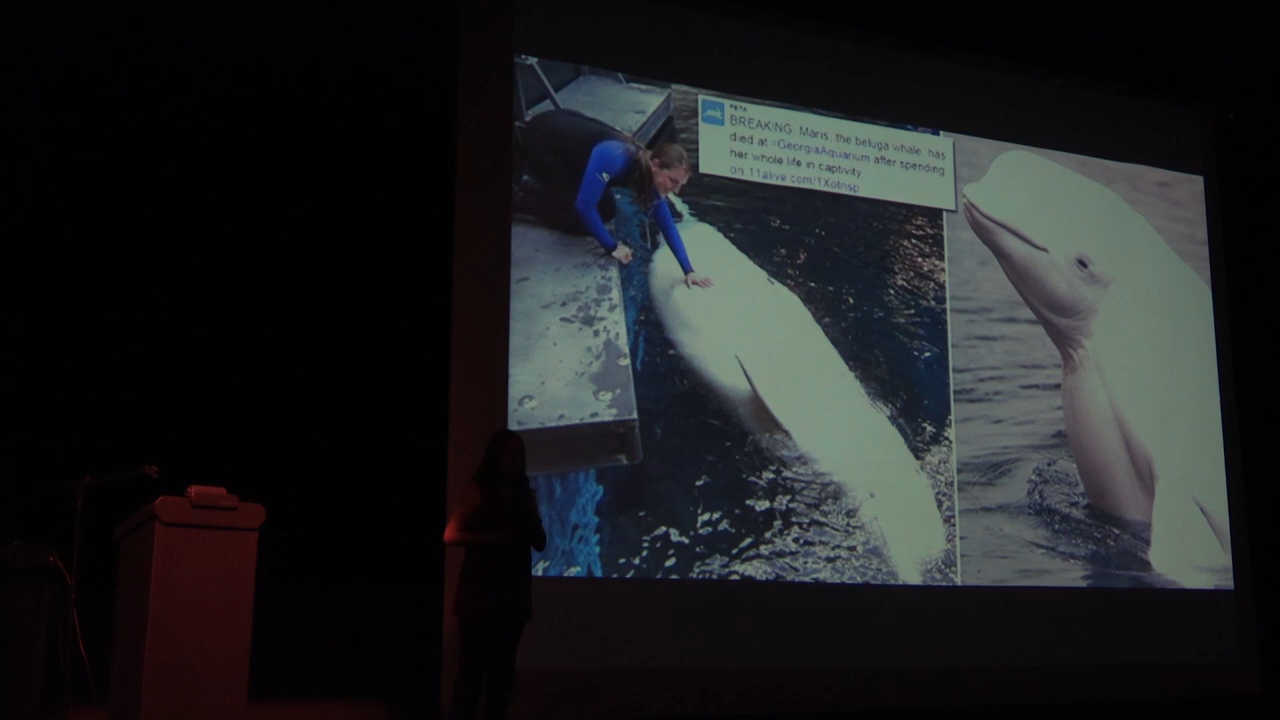 PETA
BREAKING: Maris, the beluga whale, has
died at #GeorgiaAquarium after spending
her whole life in captivity
on.11alive.com/1Xotnsp